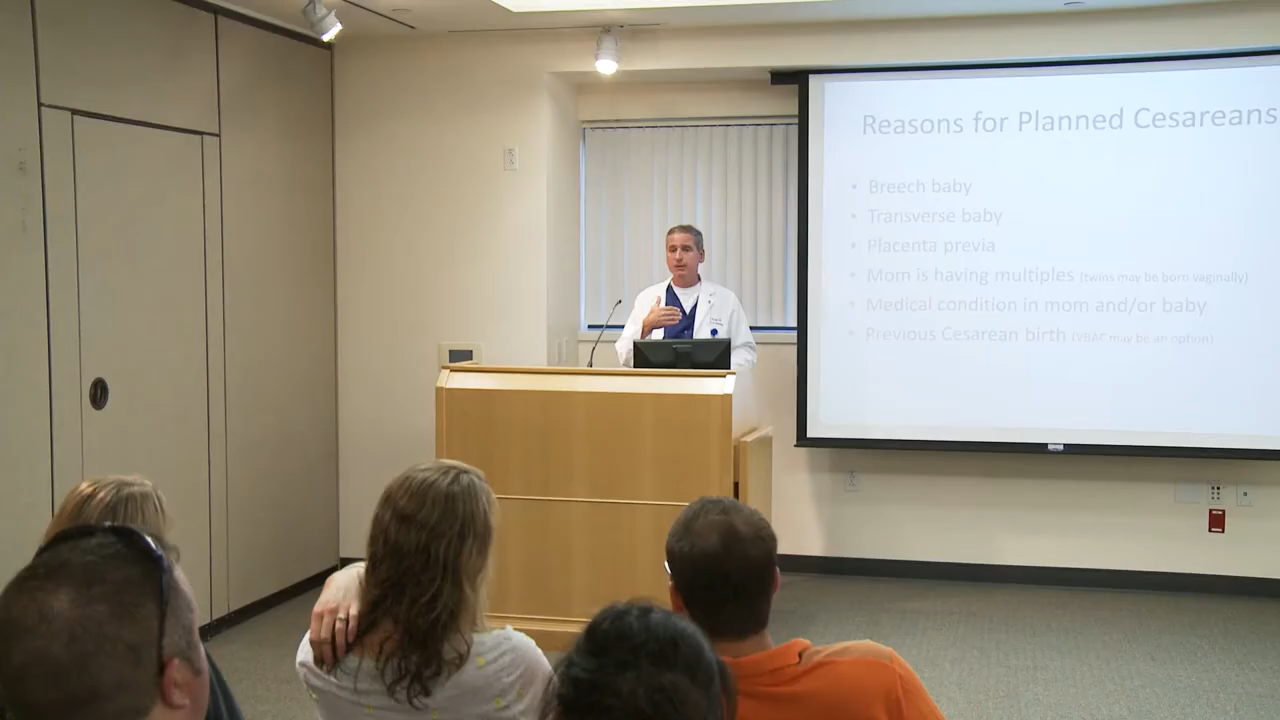 Reasons for Planned Cesareans
• Breech baby
• Transverse baby
• Placenta previa
• Mom is having multiples (twins may be born vaginally)
• Medical condition in mom and/or baby
• Previous Cesarean birth (VBAC may be an option)